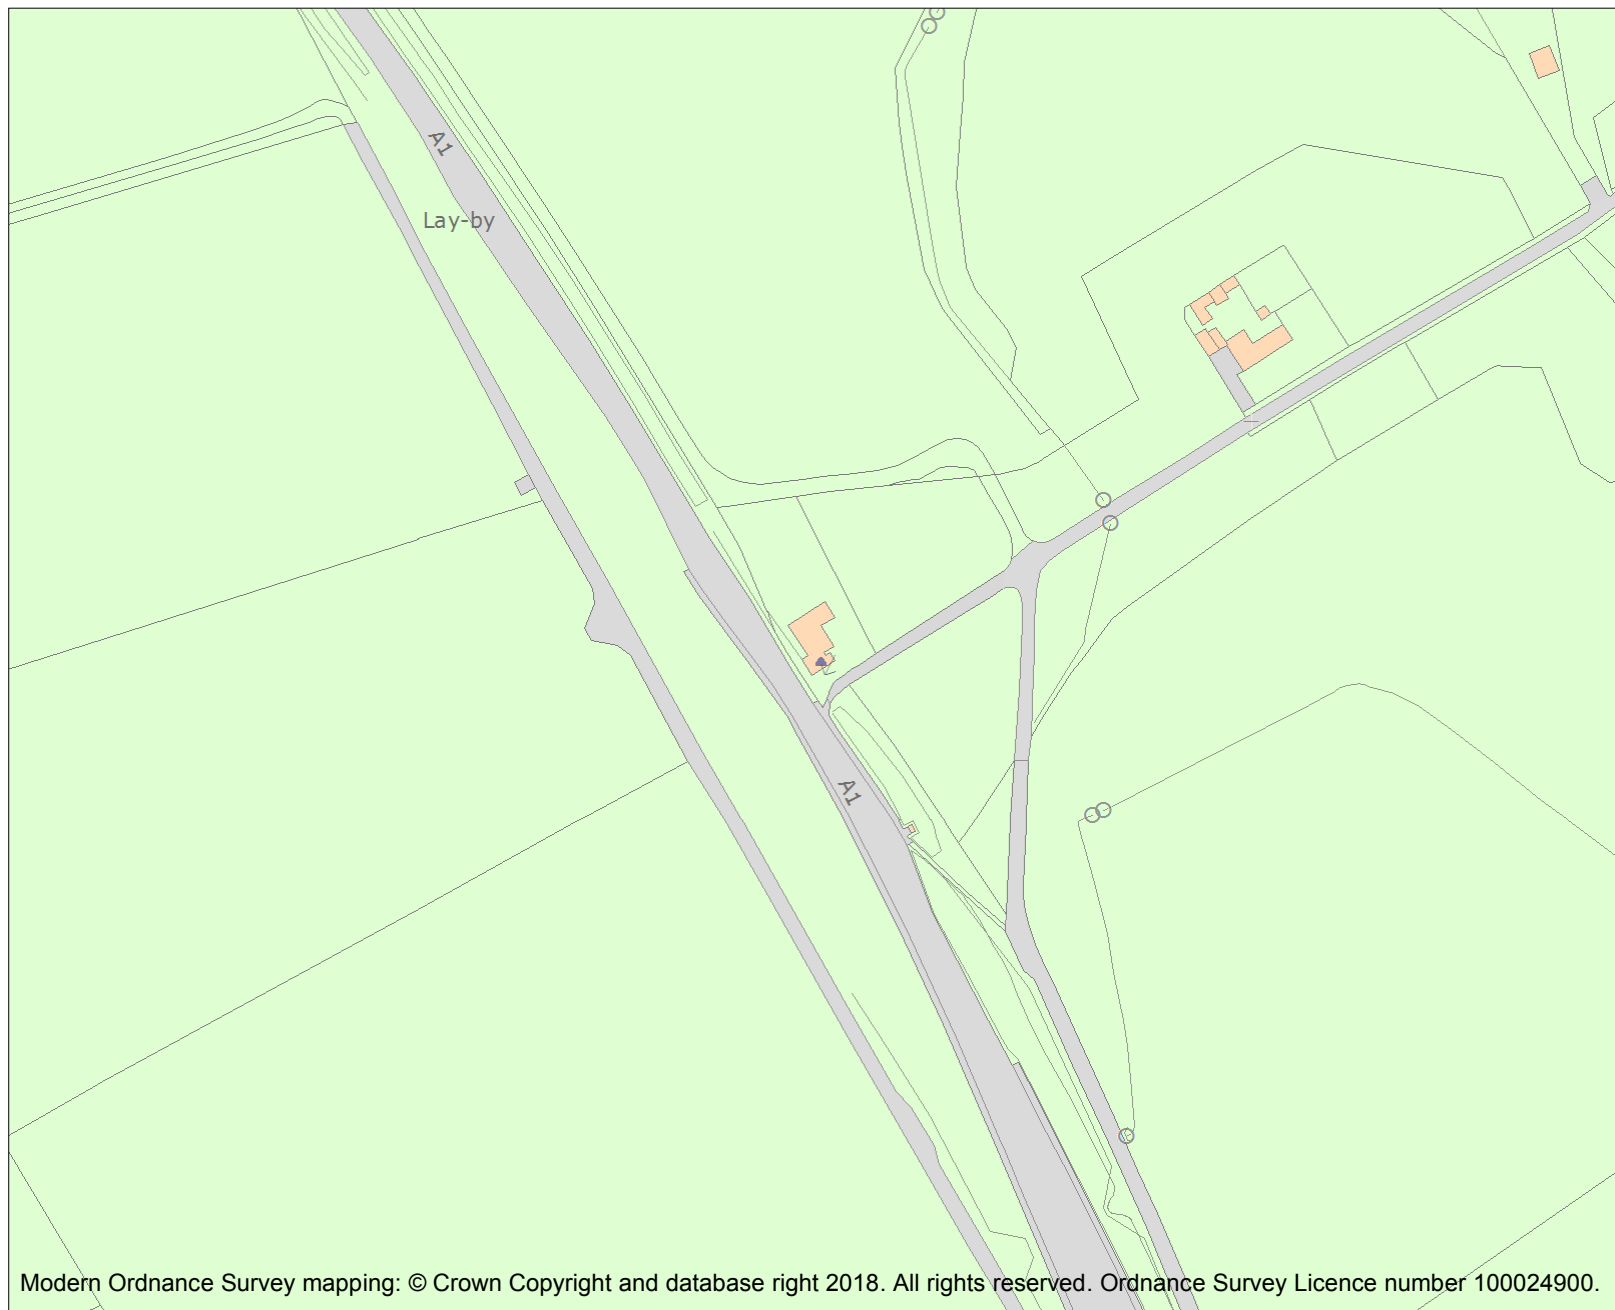 A1
Lay-by
A1
Modern Ordnance Survey mapping: © Crown Copyright and database right 2018. All rights reserved. Ordnance Survey Licence number 100024900.